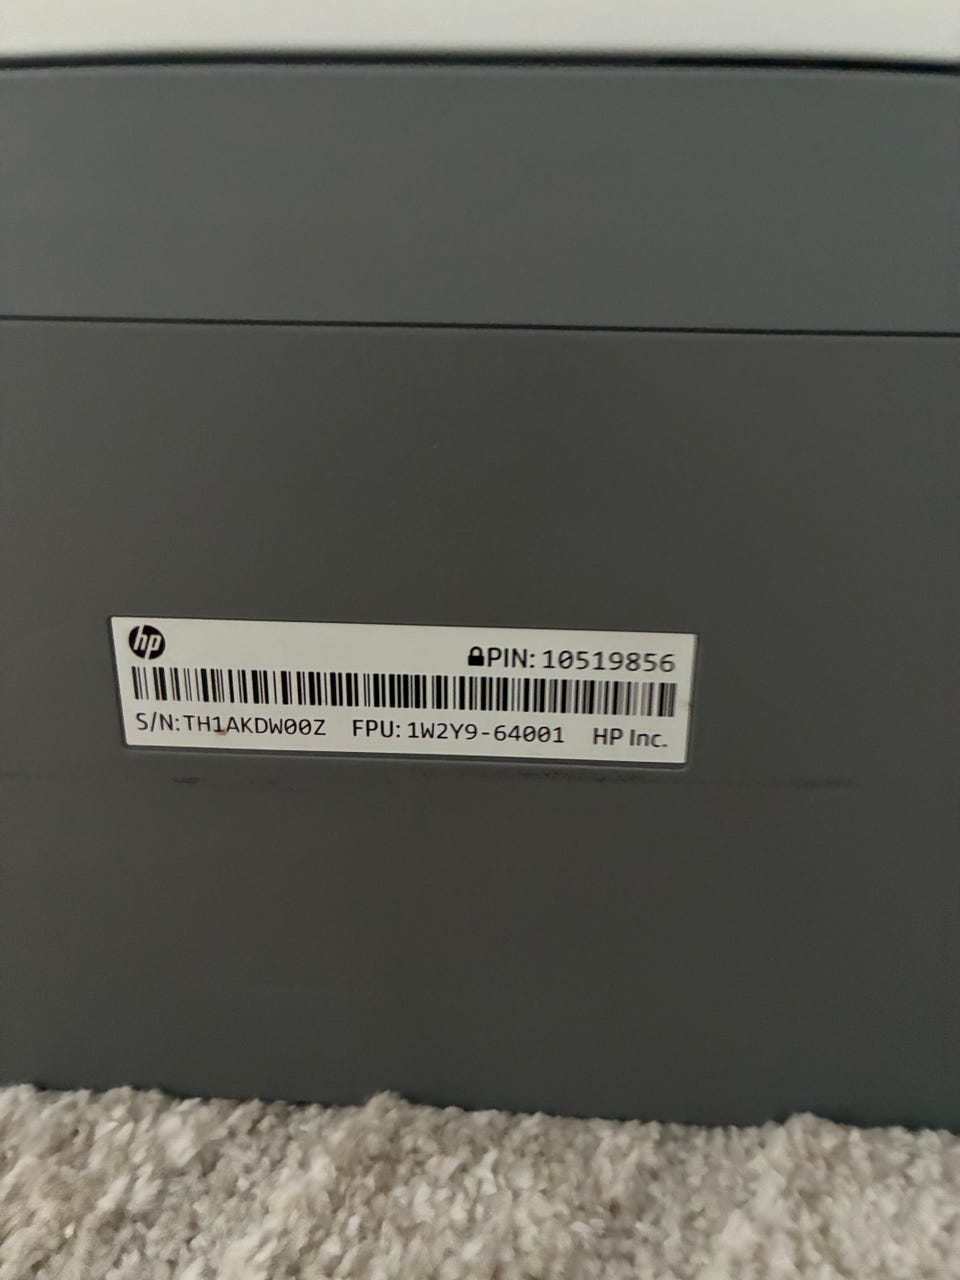 hp
PIN: 10519856
S/N:TH1AKDW00Z FPU: 1W2Y9-64001 HP Inc.